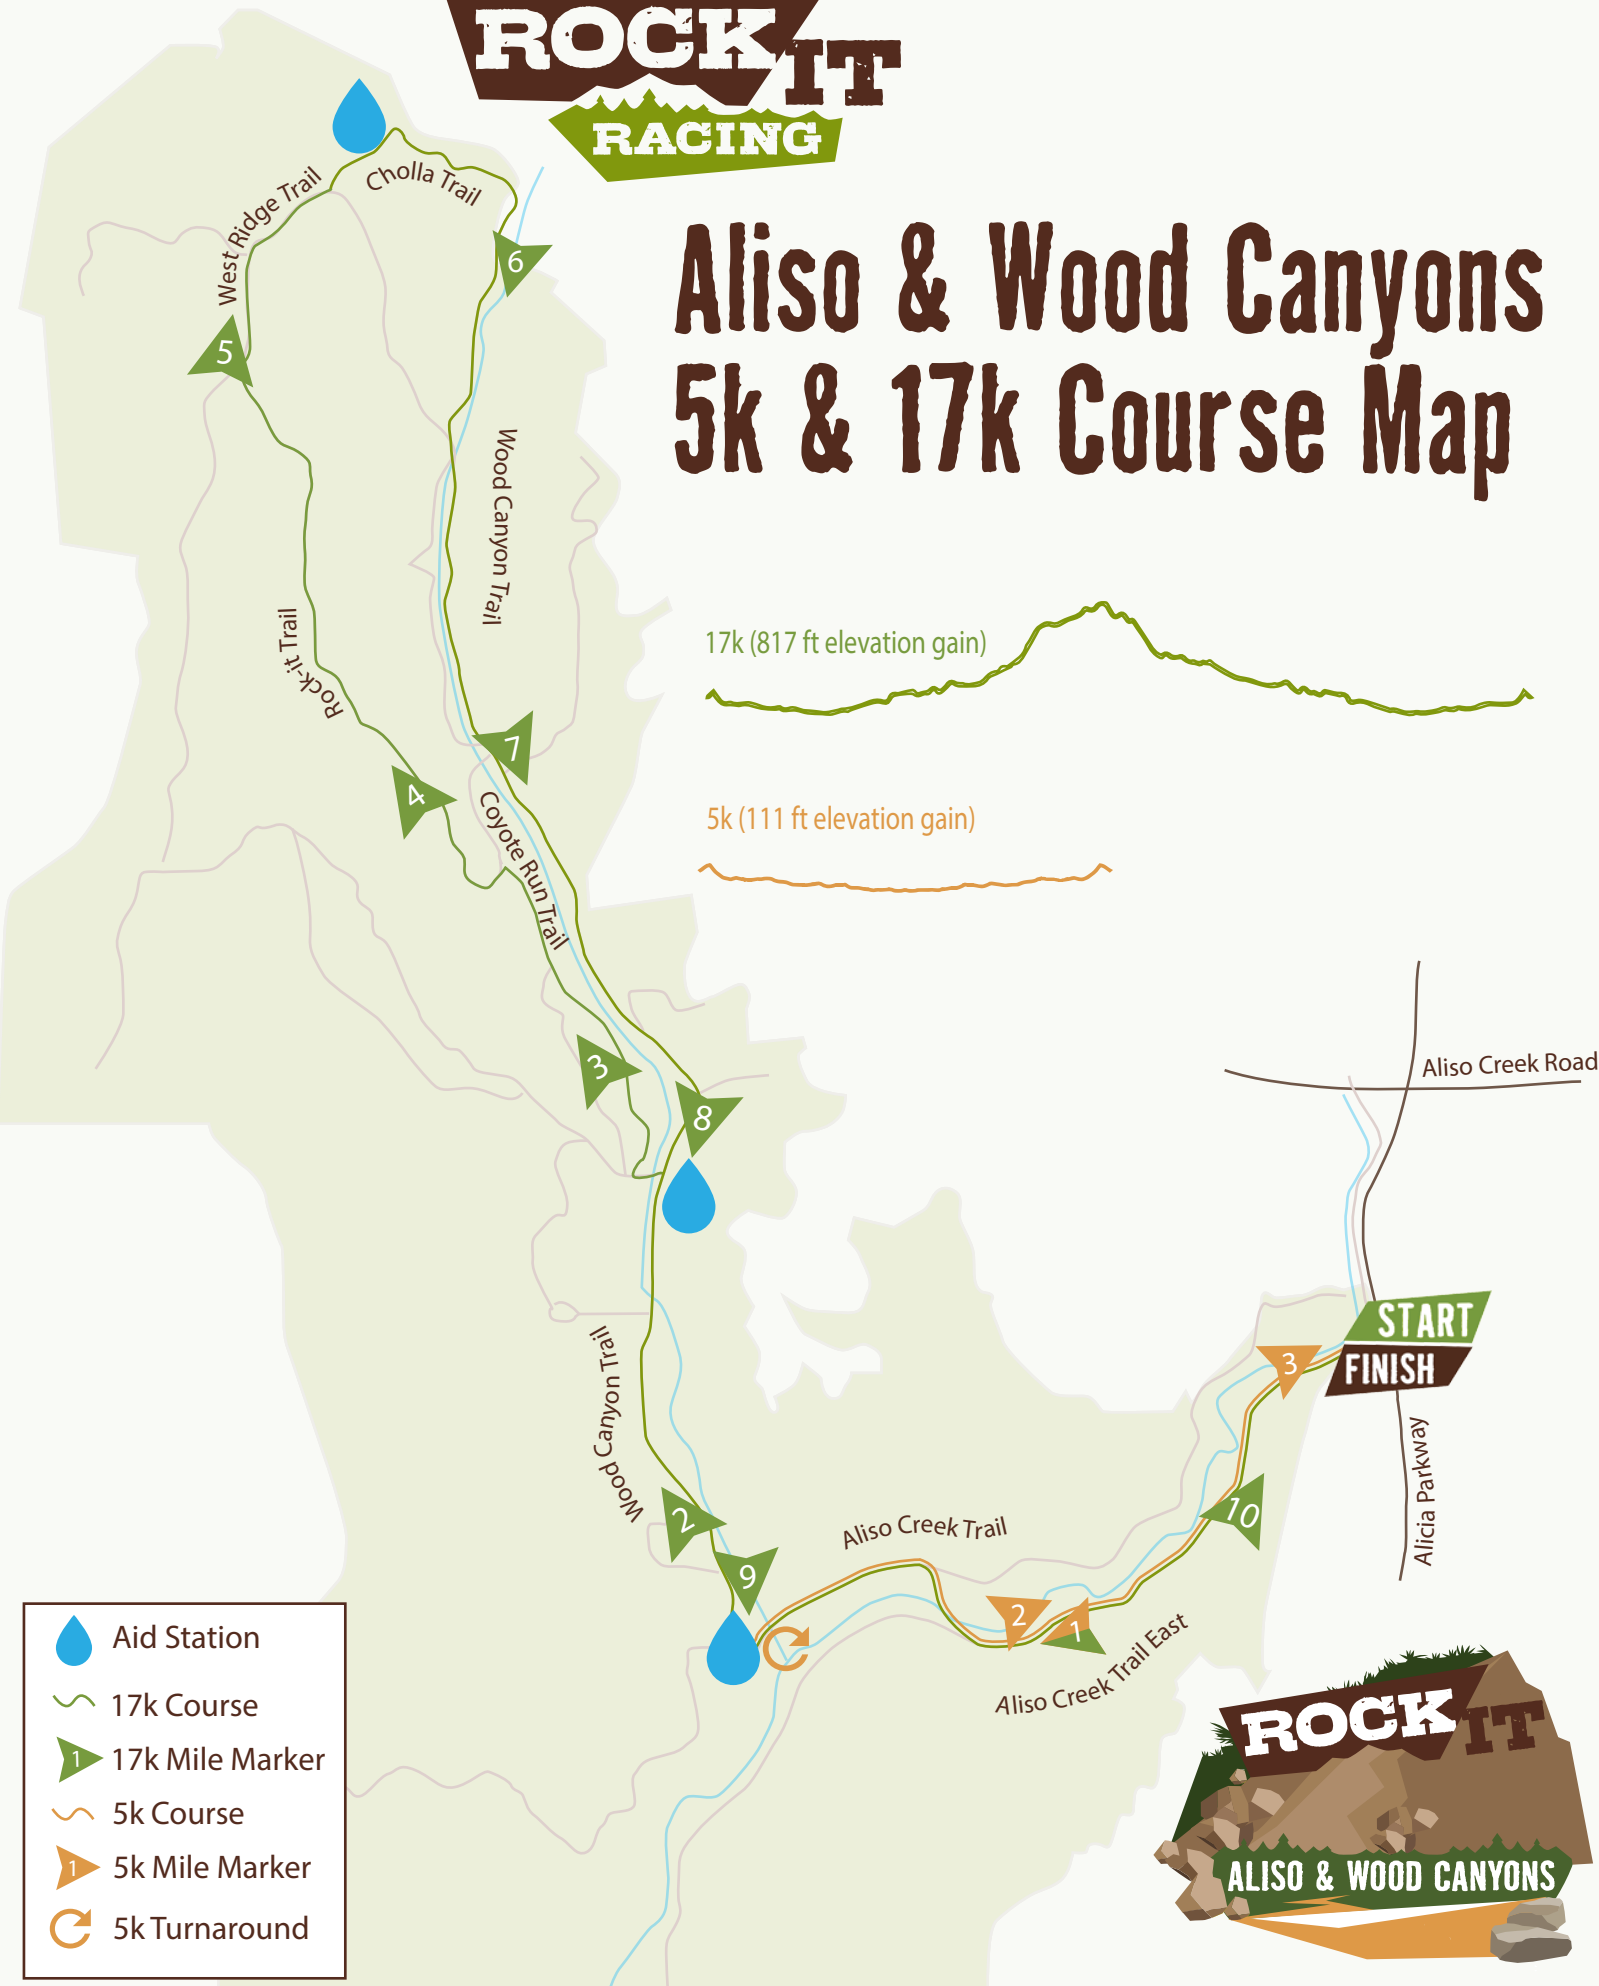 ROCK IT
RACING
Aliso & Wood Canyons
5k & 17k Course Map
West Ridge Trail
Cholla Trail
6
5
Wood Canyon Trail
Rock-it Trail
17k (817 ft elevation gain)
7
4
Coyote Run Trail
5k (111 ft elevation gain)
3
8
Aliso Creek Road
START
FINISH
3
Wood Canyon Trail
Alicia Parkway
2
10
Aliso Creek Trail
9
2
1
Aliso Creek Trail East
Aid Station
17k Course
1
17k Mile Marker
5k Course
1
5k Mile Marker
5k Turnaround
ROCK IT
ALISO & WOOD CANYONS